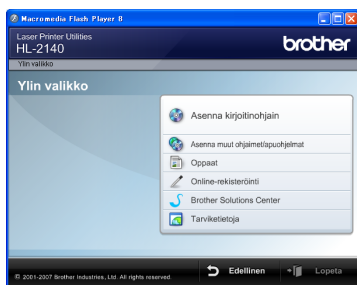 Macromedia Flash Player 8
Laser Printer Utilities
HL-2140
brother
Ylin valikko
Ylin valikko
Asenna kirjoitinohjain
Asenna muut ohjaimet/apuohjelmat
Oppaat
Online-rekisteröinti
Brother Solutions Center
Tarviketietoja
© 2001-2007 Brother Industries, Ltd. All rights reserved.
Edellinen
Lopeta